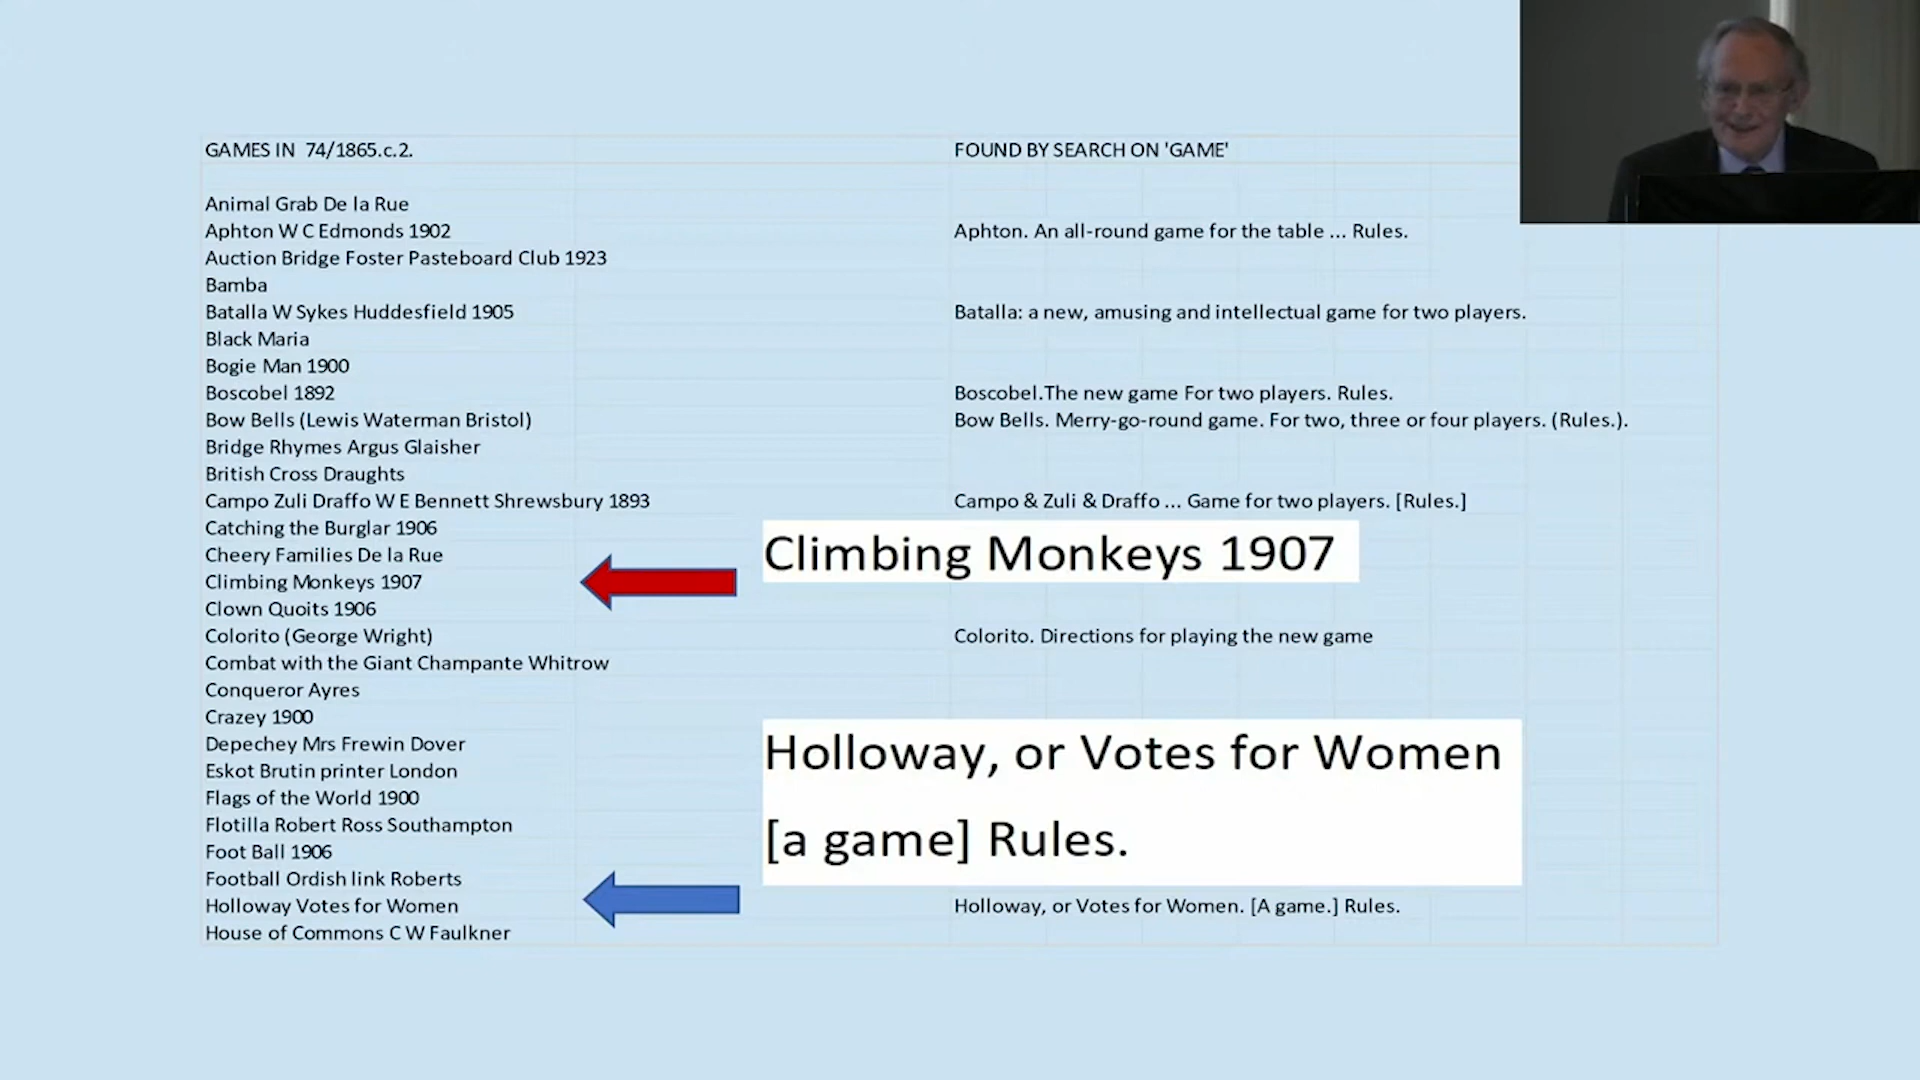 GAMES IN 74/1865.c.2. FOUND BY SEARCH ON 'GAME'
Animal Grab De la Rue
Aphton W C Edmonds 1902 Aphton. An all-round game for the table ... Rules.
Auction Bridge Foster Pasteboard Club 1923
Bamba
Batalla W Sykes Huddesfield 1905 Batalla: a new, amusing and intellectual game for two players.
Black Maria
Bogie Man 1900
Boscobel 1892 Boscobel.The new game For two players. Rules.
Bow Bells (Lewis Waterman Bristol) Bow Bells. Merry-go-round game. For two, three or four players. (Rules.).
Bridge Rhymes Argus Glaisher
British Cross Draughts
Campo Zuli Draffo W E Bennett Shrewsbury 1893 Campo & Zuli & Draffo ... Game for two players. [Rules.]
Catching the Burglar 1906
Cheery Families De la Rue
Climbing Monkeys 1907
Climbing Monkeys 1907
Clown Quoits 1906
Colorito (George Wright) Colorito. Directions for playing the new game
Combat with the Giant Champante Whitrow
Conqueror Ayres
Crazey 1900
Depechey Mrs Frewin Dover
Holloway, or Votes for Women
Eskot Brutin printer London
Flags of the World 1900
Flotilla Robert Ross Southampton
[a game] Rules.
Foot Ball 1906
Football Ordish link Roberts
Holloway Votes for Women Holloway, or Votes for Women. [A game.] Rules.
House of Commons C W Faulkner